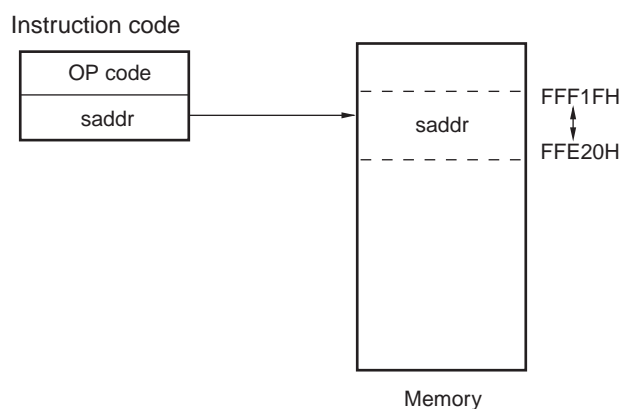 Instruction code
OP code
saddr
saddr
FFF1FH
FFE20H
Memory